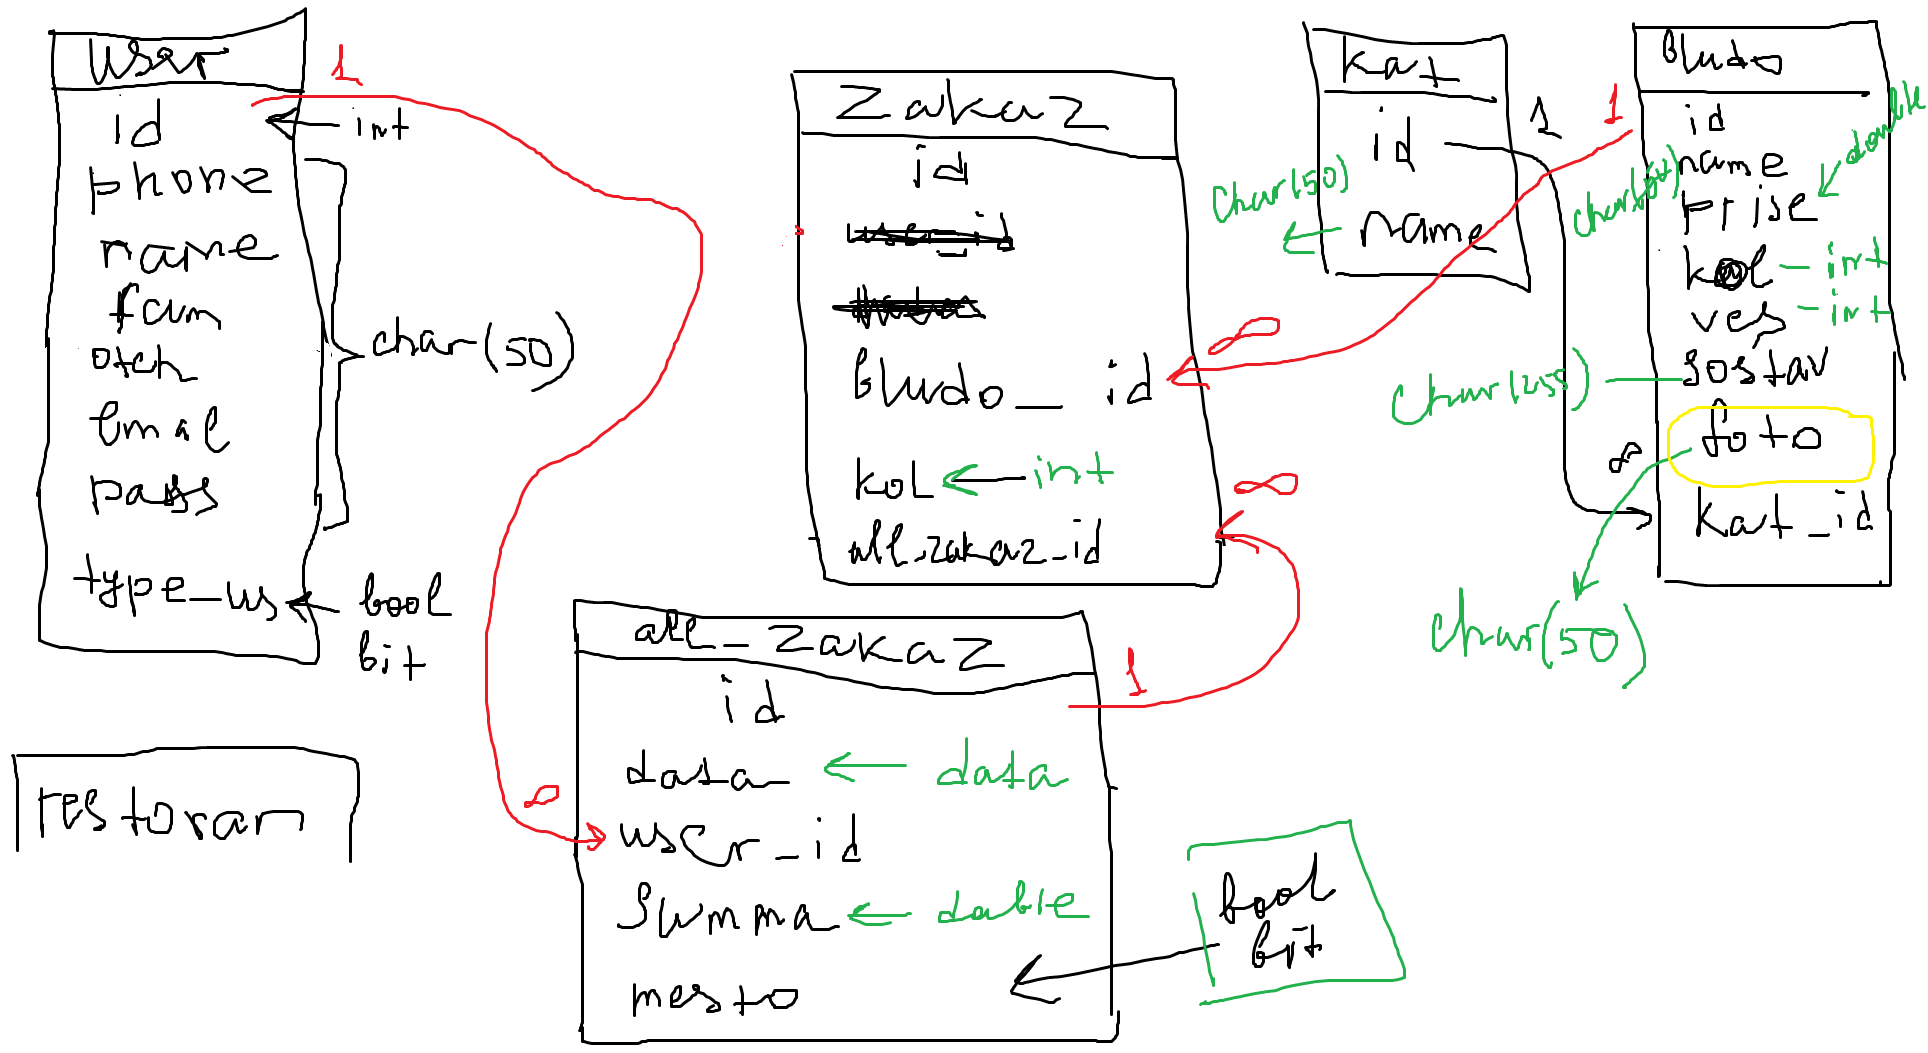 user
1
id
int
phone
name
fam
otch
emal
pass
char(50)
type_us
bool
bit
restoran
zakaz
id
user_id
∞
bludo_id
kol
int
∞
all_zakaz_id
kat
id
1
name
char(50)
bludo
1
id
name
char(50)
double
prise
kol - int
ves - int
sostav
char(255)
foto
∞
char(50)
kat_id
all_zakaz
1
id
data
data
∞
user_id
summa
dable
mesto
bool
bit